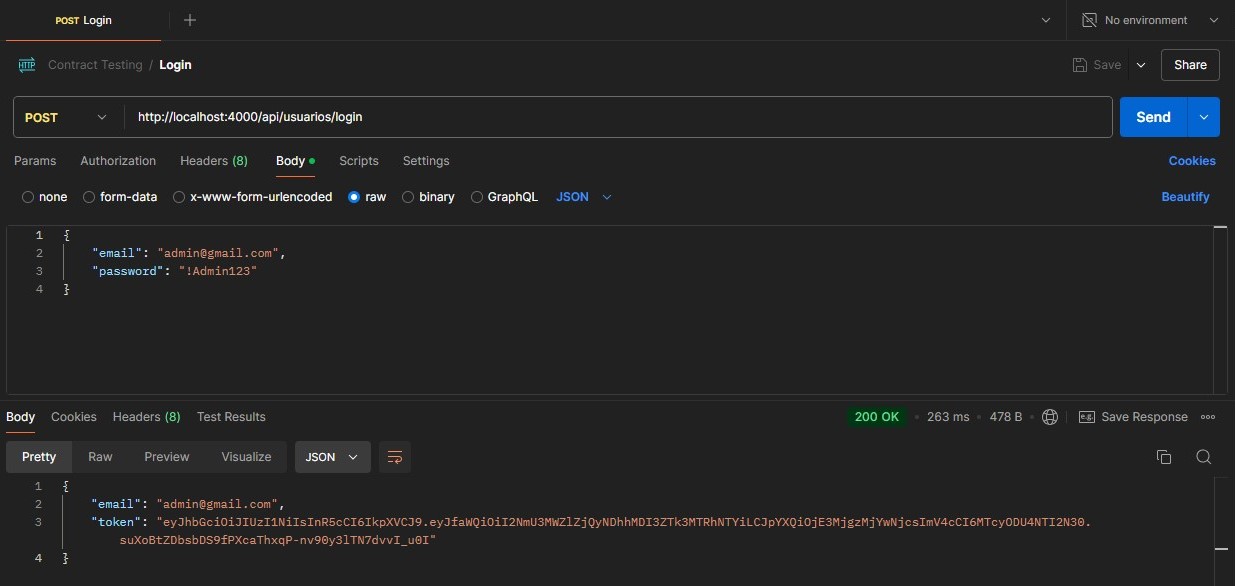 POST Login
No environment
HTTP Contract Testing / Login Save Share
POST http://localhost:4000/api/usuarios/login Send
Params Authorization Headers (8) Body Scripts Settings Cookies
none form-data x-www-form-urlencoded raw binary GraphQL JSON Beautify
1 {
2 "email": "admin@gmail.com",
3 "password": "!Admin123"
4 }
Body Cookies Headers (8) Test Results 200 OK 263 ms 478 B e.g. Save Response
Pretty Raw Preview Visualize JSON
1 {
2 "email": "admin@gmail.com",
3 "token": "eyJhbGciOiJIUzI1NiIsInR5cCI6IkpXVCJ9.eyJfaWQiOiI2NmU3MWZlZjQyNDhhMDI3ZTk3MTRhNTYiLCJpYXQiOjE3MjgzMjYwNjcsImV4cCI6MTcyODU4NTI2N30.
suXoBtZDbsbDS9fPXcaThxqP-nv90y3lTN7dvvI_u0I"
4 }